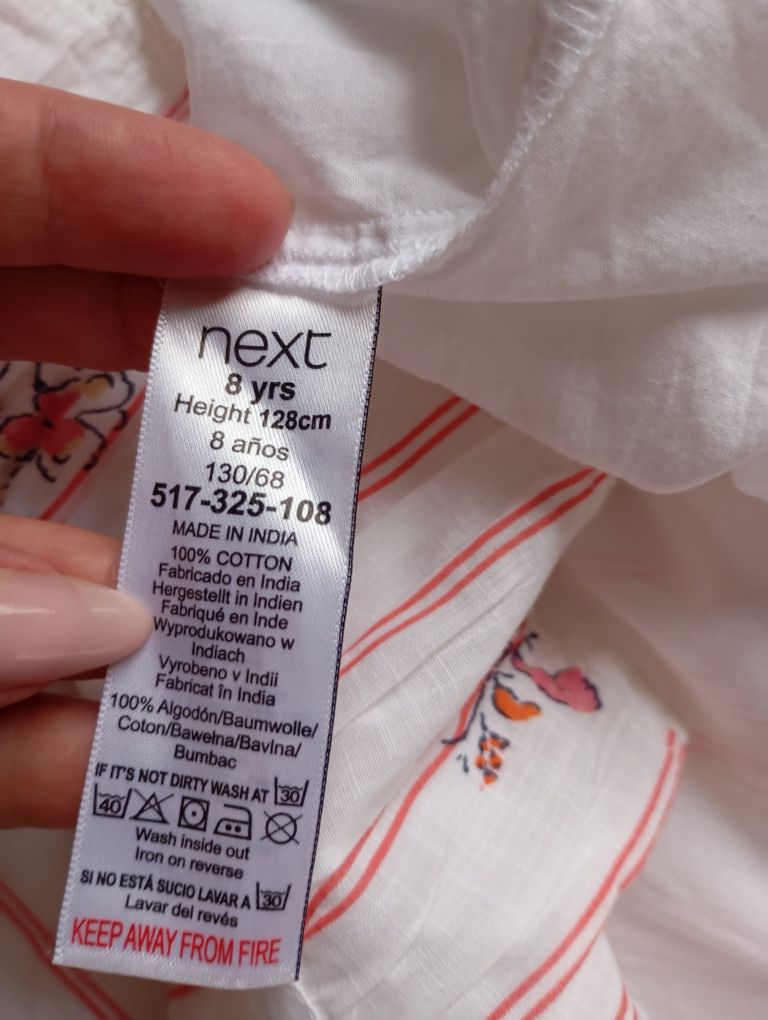 next
8 yrs
Height 128cm
8 años
130/68
517-325-108
MADE IN INDIA
100% COTTON
Fabricado en India
Hergestellt in Indien
Fabriqué en Inde
Wyprodukowano w
Indiach
Vyrobeno v Indii
Fabricat în India
100% Algodón/Baumwolle/
Coton/Bawełna/Bavlna/
Bumbac
IF IT'S NOT DIRTY WASH AT 30
40
Wash inside out
Iron on reverse
SI NO ESTÁ SUCIO LAVAR A 30
Lavar del revés
KEEP AWAY FROM FIRE